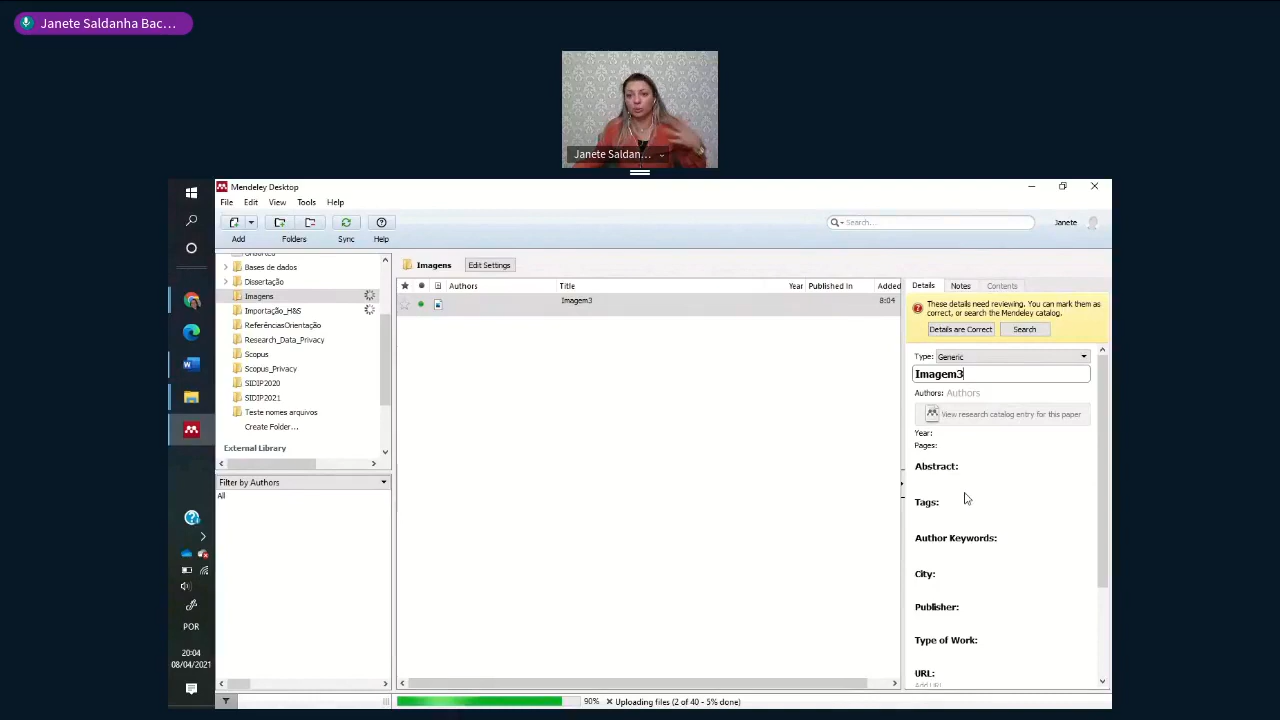 Janete Saldanha Bac...
Janete Saldan...
Mendeley Desktop
File Edit View Tools Help
Add Folders Sync Help
Search...
Janete
Unsorted
Bases de dados
Dissertação
Imagens
Importação_H&S
ReferênciasOrientação
Research_Data_Privacy
Scopus
Scopus_Privacy
SIDIP2020
SIDIP2021
Teste nomes arquivos
Create Folder...
External Library
Filter by Authors
All
Imagens Edit Settings
Authors Title Year Published In Added
Imagem3 8:04
Details Notes Contents
These details need reviewing. You can mark them as
correct, or search the Mendeley catalog.
Details are Correct Search
Type: Generic
Imagem3
Authors: Authors
View research catalog entry for this paper
Year:
Pages:
Abstract:
Tags:
Author Keywords:
City:
Publisher:
Type of Work:
URL:
Add URL
POR
20:04
08/04/2021
90% Uploading files (2 of 40 - 5% done)